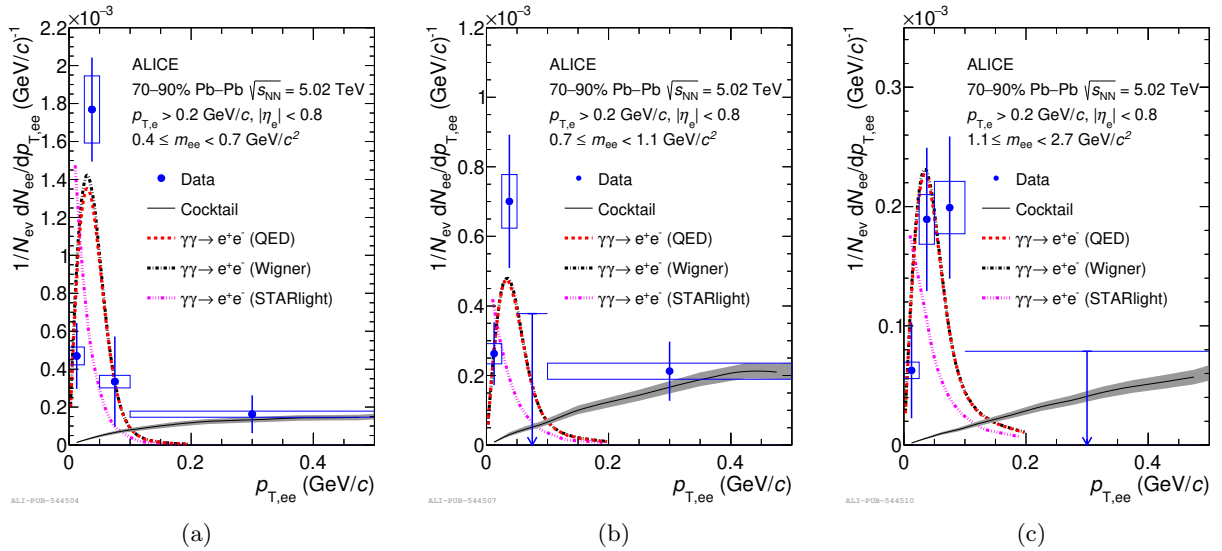 ×10⁻³
2.2
2
1.8
1.6
1.4
1.2
1
0.8
0.6
0.4
0.2
0
0 0.2 0.4
1/N_ev dN_ee/dp_T,ee (GeV/c)⁻¹
p_T,ee (GeV/c)
ALICE
70–90% Pb–Pb √s_NN = 5.02 TeV
p_T,e > 0.2 GeV/c, |η_e| < 0.8
0.4 ≤ m_ee < 0.7 GeV/c²
Data
Cocktail
γγ → e⁺e⁻ (QED)
γγ → e⁺e⁻ (Wigner)
γγ → e⁺e⁻ (STARlight)
ALI-PUB-544504
(a)
×10⁻³
1.2
1
0.8
0.6
0.4
0.2
0
0 0.2 0.4
1/N_ev dN_ee/dp_T,ee (GeV/c)⁻¹
p_T,ee (GeV/c)
ALICE
70–90% Pb–Pb √s_NN = 5.02 TeV
p_T,e > 0.2 GeV/c, |η_e| < 0.8
0.7 ≤ m_ee < 1.1 GeV/c²
Data
Cocktail
γγ → e⁺e⁻ (QED)
γγ → e⁺e⁻ (Wigner)
γγ → e⁺e⁻ (STARlight)
ALI-PUB-544507
(b)
×10⁻³
0.3
0.2
0.1
0
0 0.2 0.4
1/N_ev dN_ee/dp_T,ee (GeV/c)⁻¹
p_T,ee (GeV/c)
ALICE
70–90% Pb–Pb √s_NN = 5.02 TeV
p_T,e > 0.2 GeV/c, |η_e| < 0.8
1.1 ≤ m_ee < 2.7 GeV/c²
Data
Cocktail
γγ → e⁺e⁻ (QED)
γγ → e⁺e⁻ (Wigner)
γγ → e⁺e⁻ (STARlight)
ALI-PUB-544510
(c)